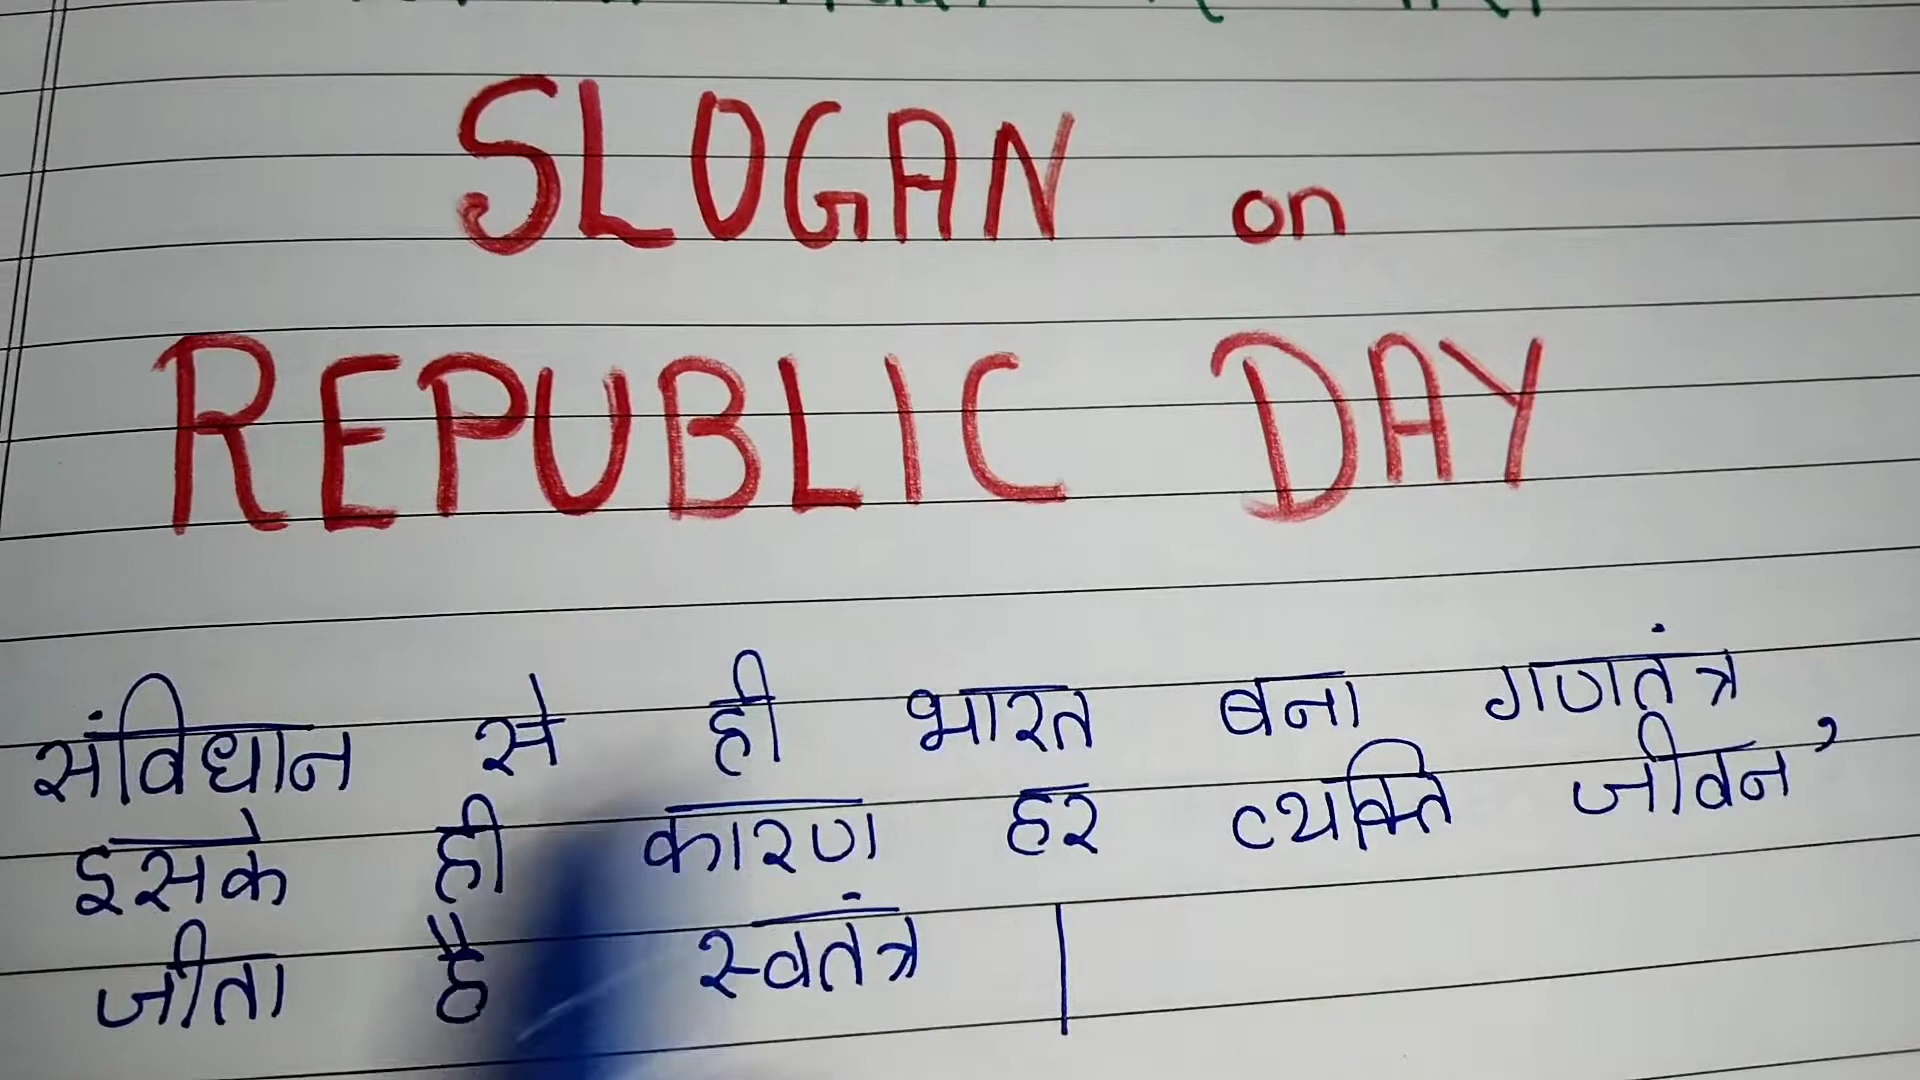 SLOGAN on
REPUBLIC DAY
संविधान से ही भारत बना गणतंत्र,
इसके ही कारण हर व्यक्ति जीवन
जीता है स्वतंत्र |